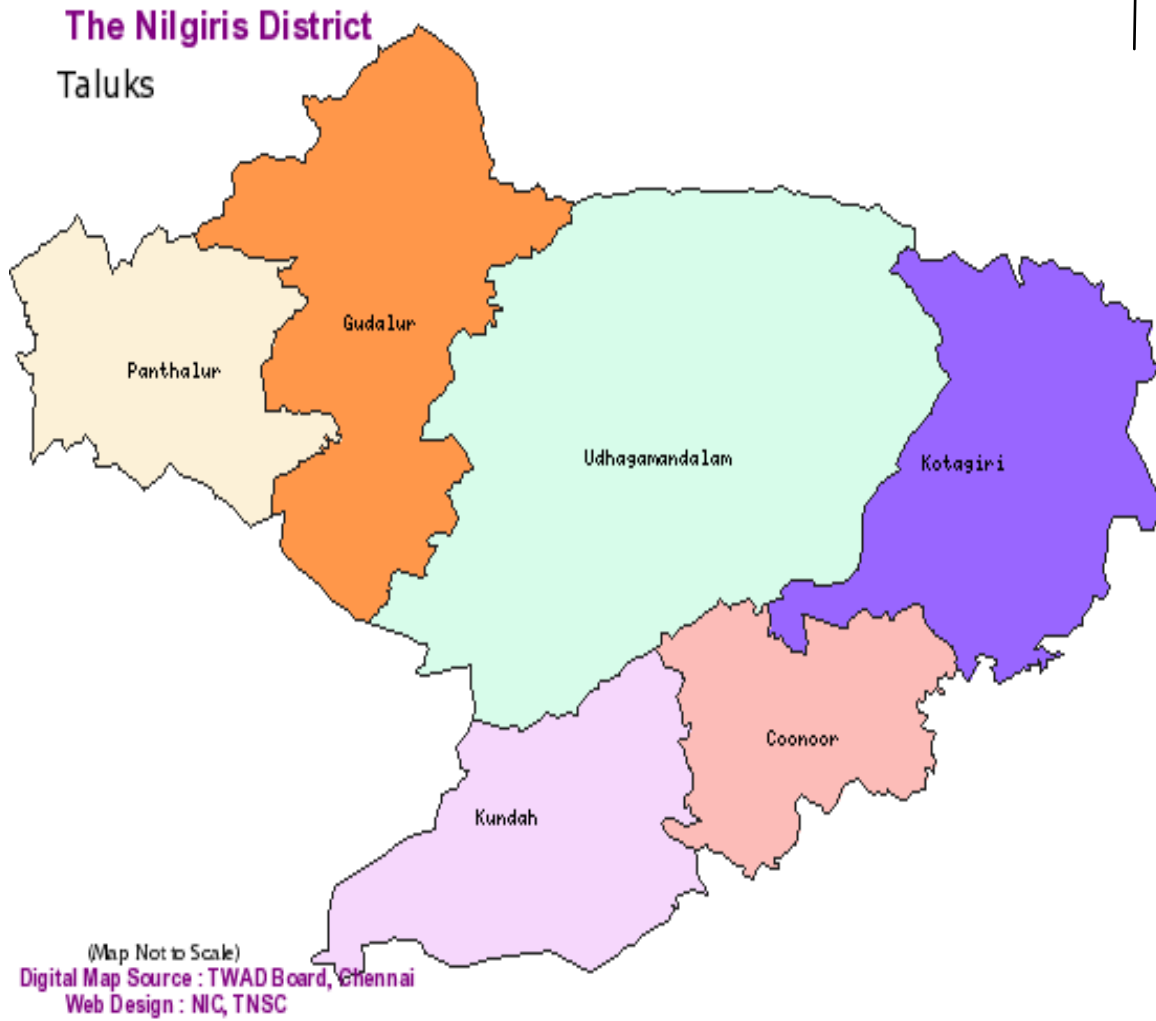 The Nilgiris District
Taluks
Gudalur
Panthalur
Udhagamandalam
Kotagiri
Coonoor
Kundah
(Map Not to Scale)
Digital Map Source : TWAD Board, Chennai
Web Design : NIC, TNSC